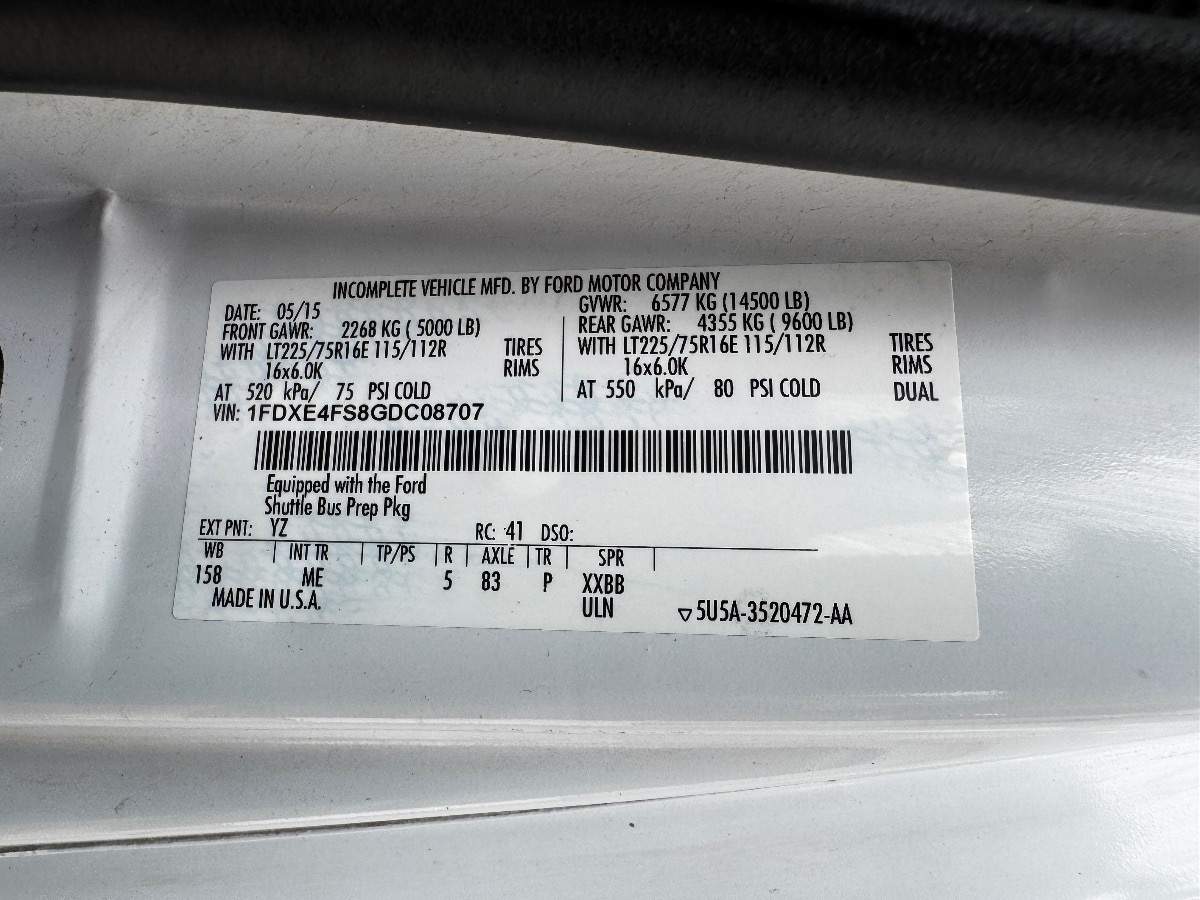 INCOMPLETE VEHICLE MFD. BY FORD MOTOR COMPANY
DATE: 05/15 GVWR: 6577 KG (14500 LB)
FRONT GAWR: 2268 KG ( 5000 LB) REAR GAWR: 4355 KG ( 9600 LB)
WITH LT225/75R16E 115/112R TIRES WITH LT225/75R16E 115/112R TIRES
16x6.0K RIMS 16x6.0K RIMS
AT 520 kPa/ 75 PSI COLD AT 550 kPa/ 80 PSI COLD DUAL
VIN: 1FDXE4FS8GDC08707
Equipped with the Ford
Shuttle Bus Prep Pkg
EXT PNT: YZ RC: 41 DSO:
WB INT TR TP/PS R AXLE TR SPR
158 ME 5 83 P XXBB
MADE IN U.S.A. ULN ▽5U5A-3520472-AA